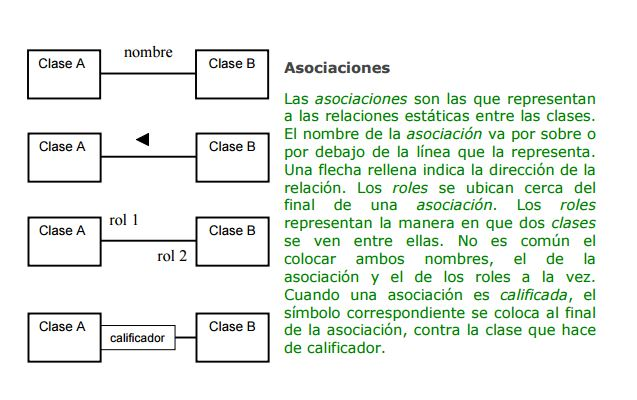 nombre
Clase A
Clase B
Clase A
Clase B
rol 1
Clase A
Clase B
rol 2
Clase A
Clase B
calificador
Asociaciones
Las asociaciones son las que representan
a las relaciones estáticas entre las clases.
El nombre de la asociación va por sobre o
por debajo de la línea que la representa.
Una flecha rellena indica la dirección de la
relación. Los roles se ubican cerca del
final de una asociación. Los roles
representan la manera en que dos clases
se ven entre ellas. No es común el
colocar ambos nombres, el de la
asociación y el de los roles a la vez.
Cuando una asociación es calificada, el
símbolo correspondiente se coloca al final
de la asociación, contra la clase que hace
de calificador.